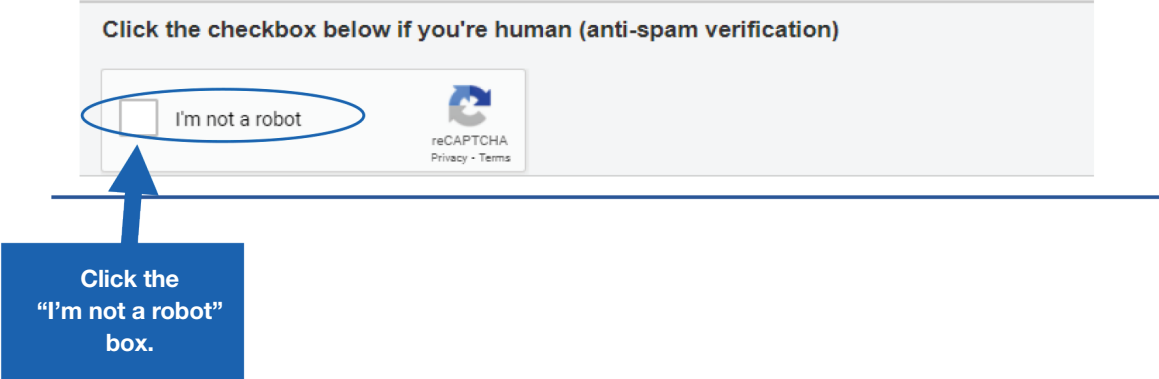 Click the checkbox below if you're human (anti-spam verification)
I'm not a robot
reCAPTCHA
Privacy - Terms
Click the
“I’m not a robot”
box.